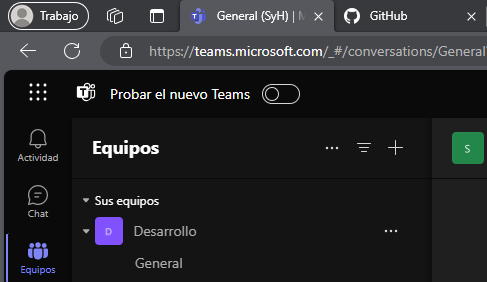 Trabajo
General (SyH) | M
GitHub
https://teams.microsoft.com/_#/conversations/General
Probar el nuevo Teams
Actividad
Equipos
S
Chat
Sus equipos
D Desarrollo
Equipos
General